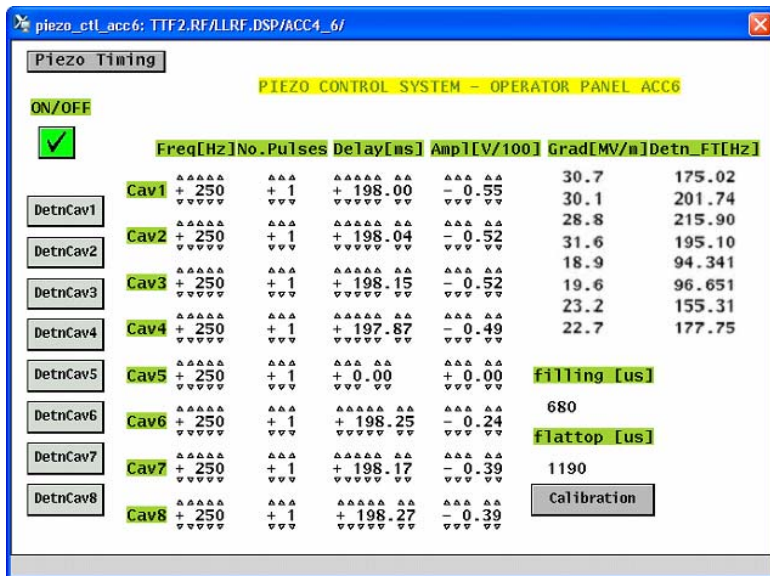 piezo_ctl_acc6: TTF2.RF/LLRF.DSP/ACC4_6/
Piezo Timing
PIEZO CONTROL SYSTEM - OPERATOR PANEL ACC6
ON/OFF
Freq[Hz] No.Pulses Delay[ms] Ampl[V/100] Grad[MV/m] Detn_FT[Hz]
30.7 175.02
Cav1 + 250 + 1 + 198.00 - 0.55
30.1 201.74
DetnCav1
28.8 215.90
Cav2 + 250 + 1 + 198.04 - 0.52
31.6 195.10
DetnCav2
18.9 94.341
Cav3 + 250 + 1 + 198.15 - 0.52
19.6 96.651
DetnCav3
23.2 155.31
Cav4 + 250 + 1 + 197.87 - 0.49
22.7 177.75
DetnCav4
Cav5 + 250 + 1 + 0.00 + 0.00
DetnCav5
filling [us]
680
Cav6 + 250 + 1 + 198.25 - 0.24
DetnCav6
flattop [us]
Cav7 + 250 + 1 + 198.17 - 0.39
DetnCav7
1190
Cav8 + 250 + 1 + 198.27 - 0.39
DetnCav8
Calibration